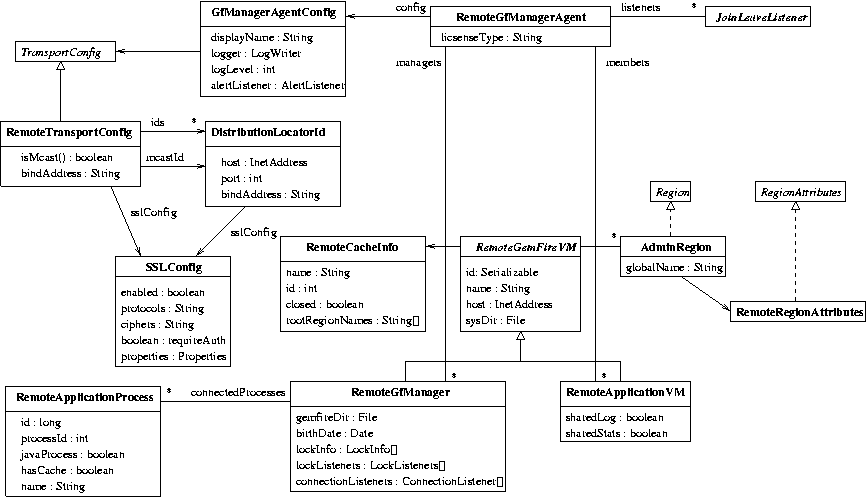 GfManagerAgentConfig
displayName : String
logger : LogWriter
logLevel : int
alertListener : AlertListener
config
RemoteGfManagerAgent
licsenseType : String
listeners
*
JoinLeaveListener
TransportConfig
managers
members
RemoteTransportConfig
isMcast() : boolean
bindAddress : String
ids
*
mcastId
DistributionLocatorId
host : InetAddress
port : int
bindAddress : String
sslConfig
sslConfig
Region
RegionAttributes
SSLConfig
enabled : boolean
protocols : String
ciphers : String
boolean : requireAuth
properties : Properties
RemoteCacheInfo
name : String
id : int
closed : boolean
rootRegionNames : String[]
RemoteGemFireVM
id: Serializable
name : String
host : InetAddress
sysDir : File
*
AdminRegion
globalName : String
RemoteRegionAttributes
RemoteApplicationProcess
id : long
processId : int
javaProcess : boolean
hasCache : boolean
name : String
*
connectedProcesses
*
RemoteGfManager
gemfireDir : File
birthDate : Date
lockInfo : LockInfo[]
lockListeners : LockListeners[]
connectionListeners : ConnectionListener[]
*
RemoteApplicationVM
sharedLog : boolean
sharedStats : boolean